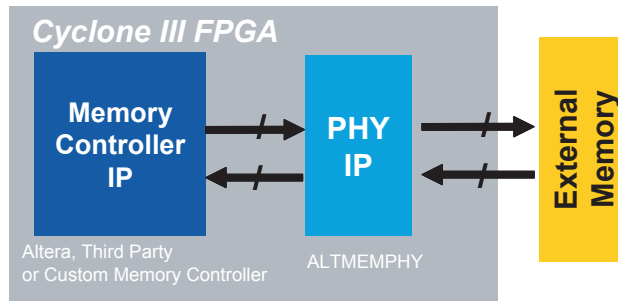 Cyclone III FPGA
Memory
Controller
IP
PHY
IP
External
Memory
Altera, Third Party
or Custom Memory Controller
ALTMEMPHY